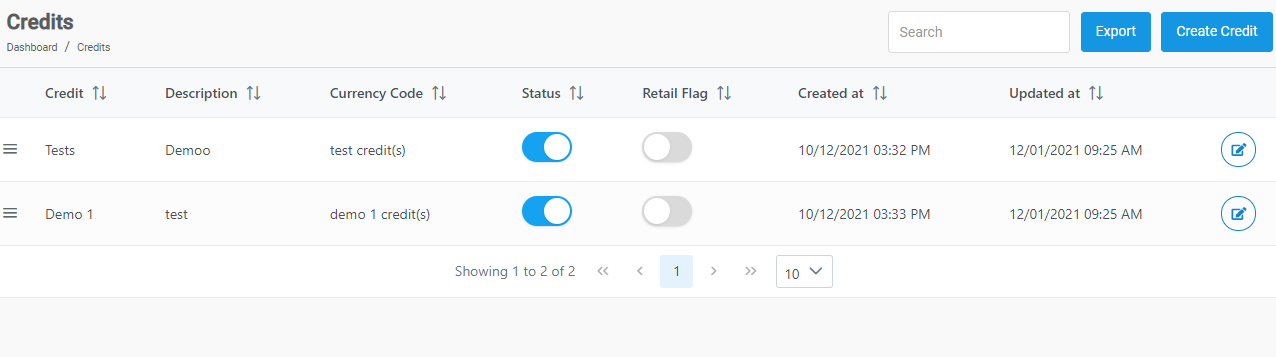 Credits
Dashboard / Credits
Search
Export
Create Credit
Credit Description Currency Code Status Retail Flag Created at Updated at
Tests Demoo test credit(s) 10/12/2021 03:32 PM 12/01/2021 09:25 AM
Demo 1 test demo 1 credit(s) 10/12/2021 03:33 PM 12/01/2021 09:25 AM
Showing 1 to 2 of 2 « ‹ 1 › » 10